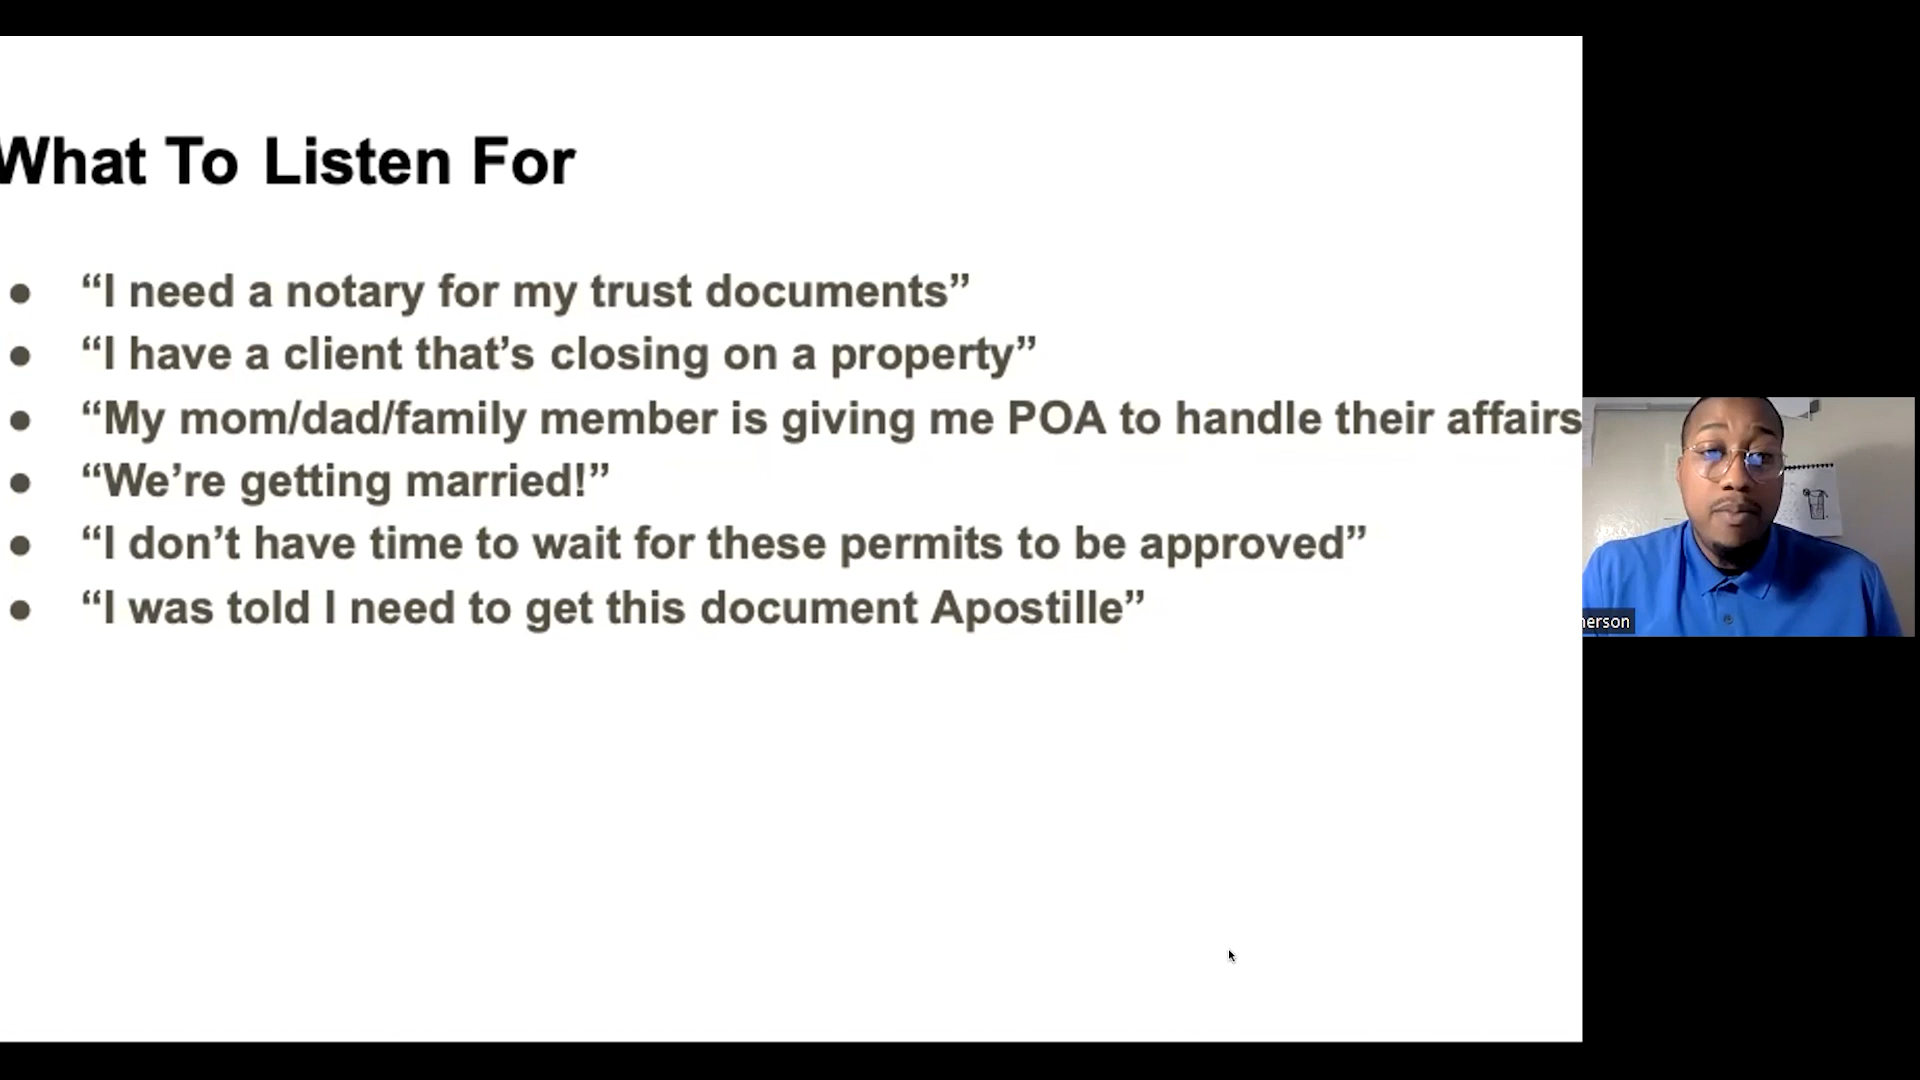 What To Listen For
● “I need a notary for my trust documents”
● “I have a client that’s closing on a property”
● “My mom/dad/family member is giving me POA to handle their affairs
● “We’re getting married!”
● “I don’t have time to wait for these permits to be approved”
● “I was told I need to get this document Apostille”
herson